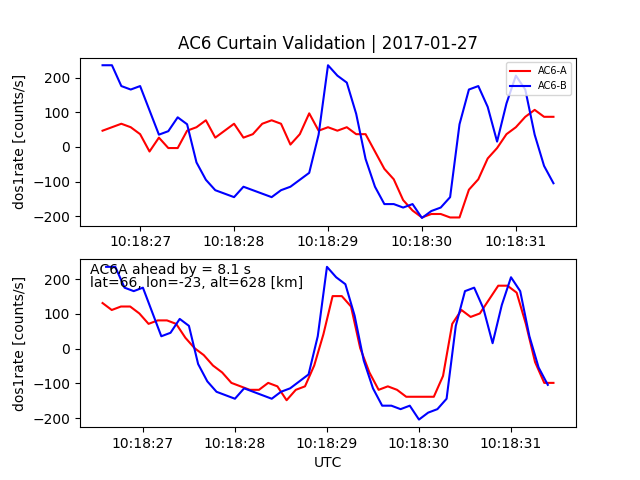 AC6 Curtain Validation | 2017-01-27
dos1rate [counts/s]
200
100
0
−100
−200
AC6-A
AC6-B
10:18:27 10:18:28 10:18:29 10:18:30 10:18:31
AC6A ahead by = 8.1 s
lat=66, lon=-23, alt=628 [km]
dos1rate [counts/s]
200
100
0
−100
−200
10:18:27 10:18:28 10:18:29 10:18:30 10:18:31
UTC